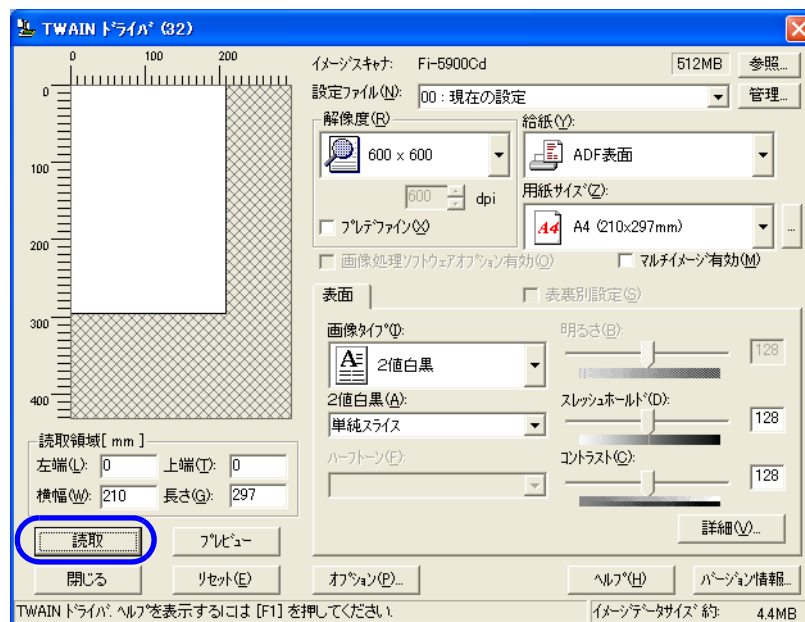 TWAIN ドライバ (32)
0 100 200
0
100
200
300
400
イメージスキャナ: Fi-5900Cd 512MB 参照...
設定ファイル(N): 00 : 現在の設定 管理...
解像度(R)
600 × 600
600 dpi
プレデファイン(X)
給紙(Y):
ADF表面
用紙サイズ(Z):
A4 A4 (210x297mm) ...
画像処理ソフトウェアオプション有効(O) マルチイメージ有効(M)
表面 表裏別設定(S)
画像タイプ(I):
A 2値白黒
2値白黒(A):
単純スライス
ハーフトーン(F):
明るさ(B):
128
スレッショホールド(D):
128
コントラスト(C):
128
詳細(V)...
読取領域[ mm ]
左端(L): 0 上端(T): 0
横幅(W): 210 長さ(G): 297
読取 プレビュー
閉じる リセット(E) オプション(P)... ヘルプ(H) バージョン情報...
TWAIN ドライバ. ヘルプを表示するには [F1] を押してください. イメージデータサイズ 約: 4.4MB